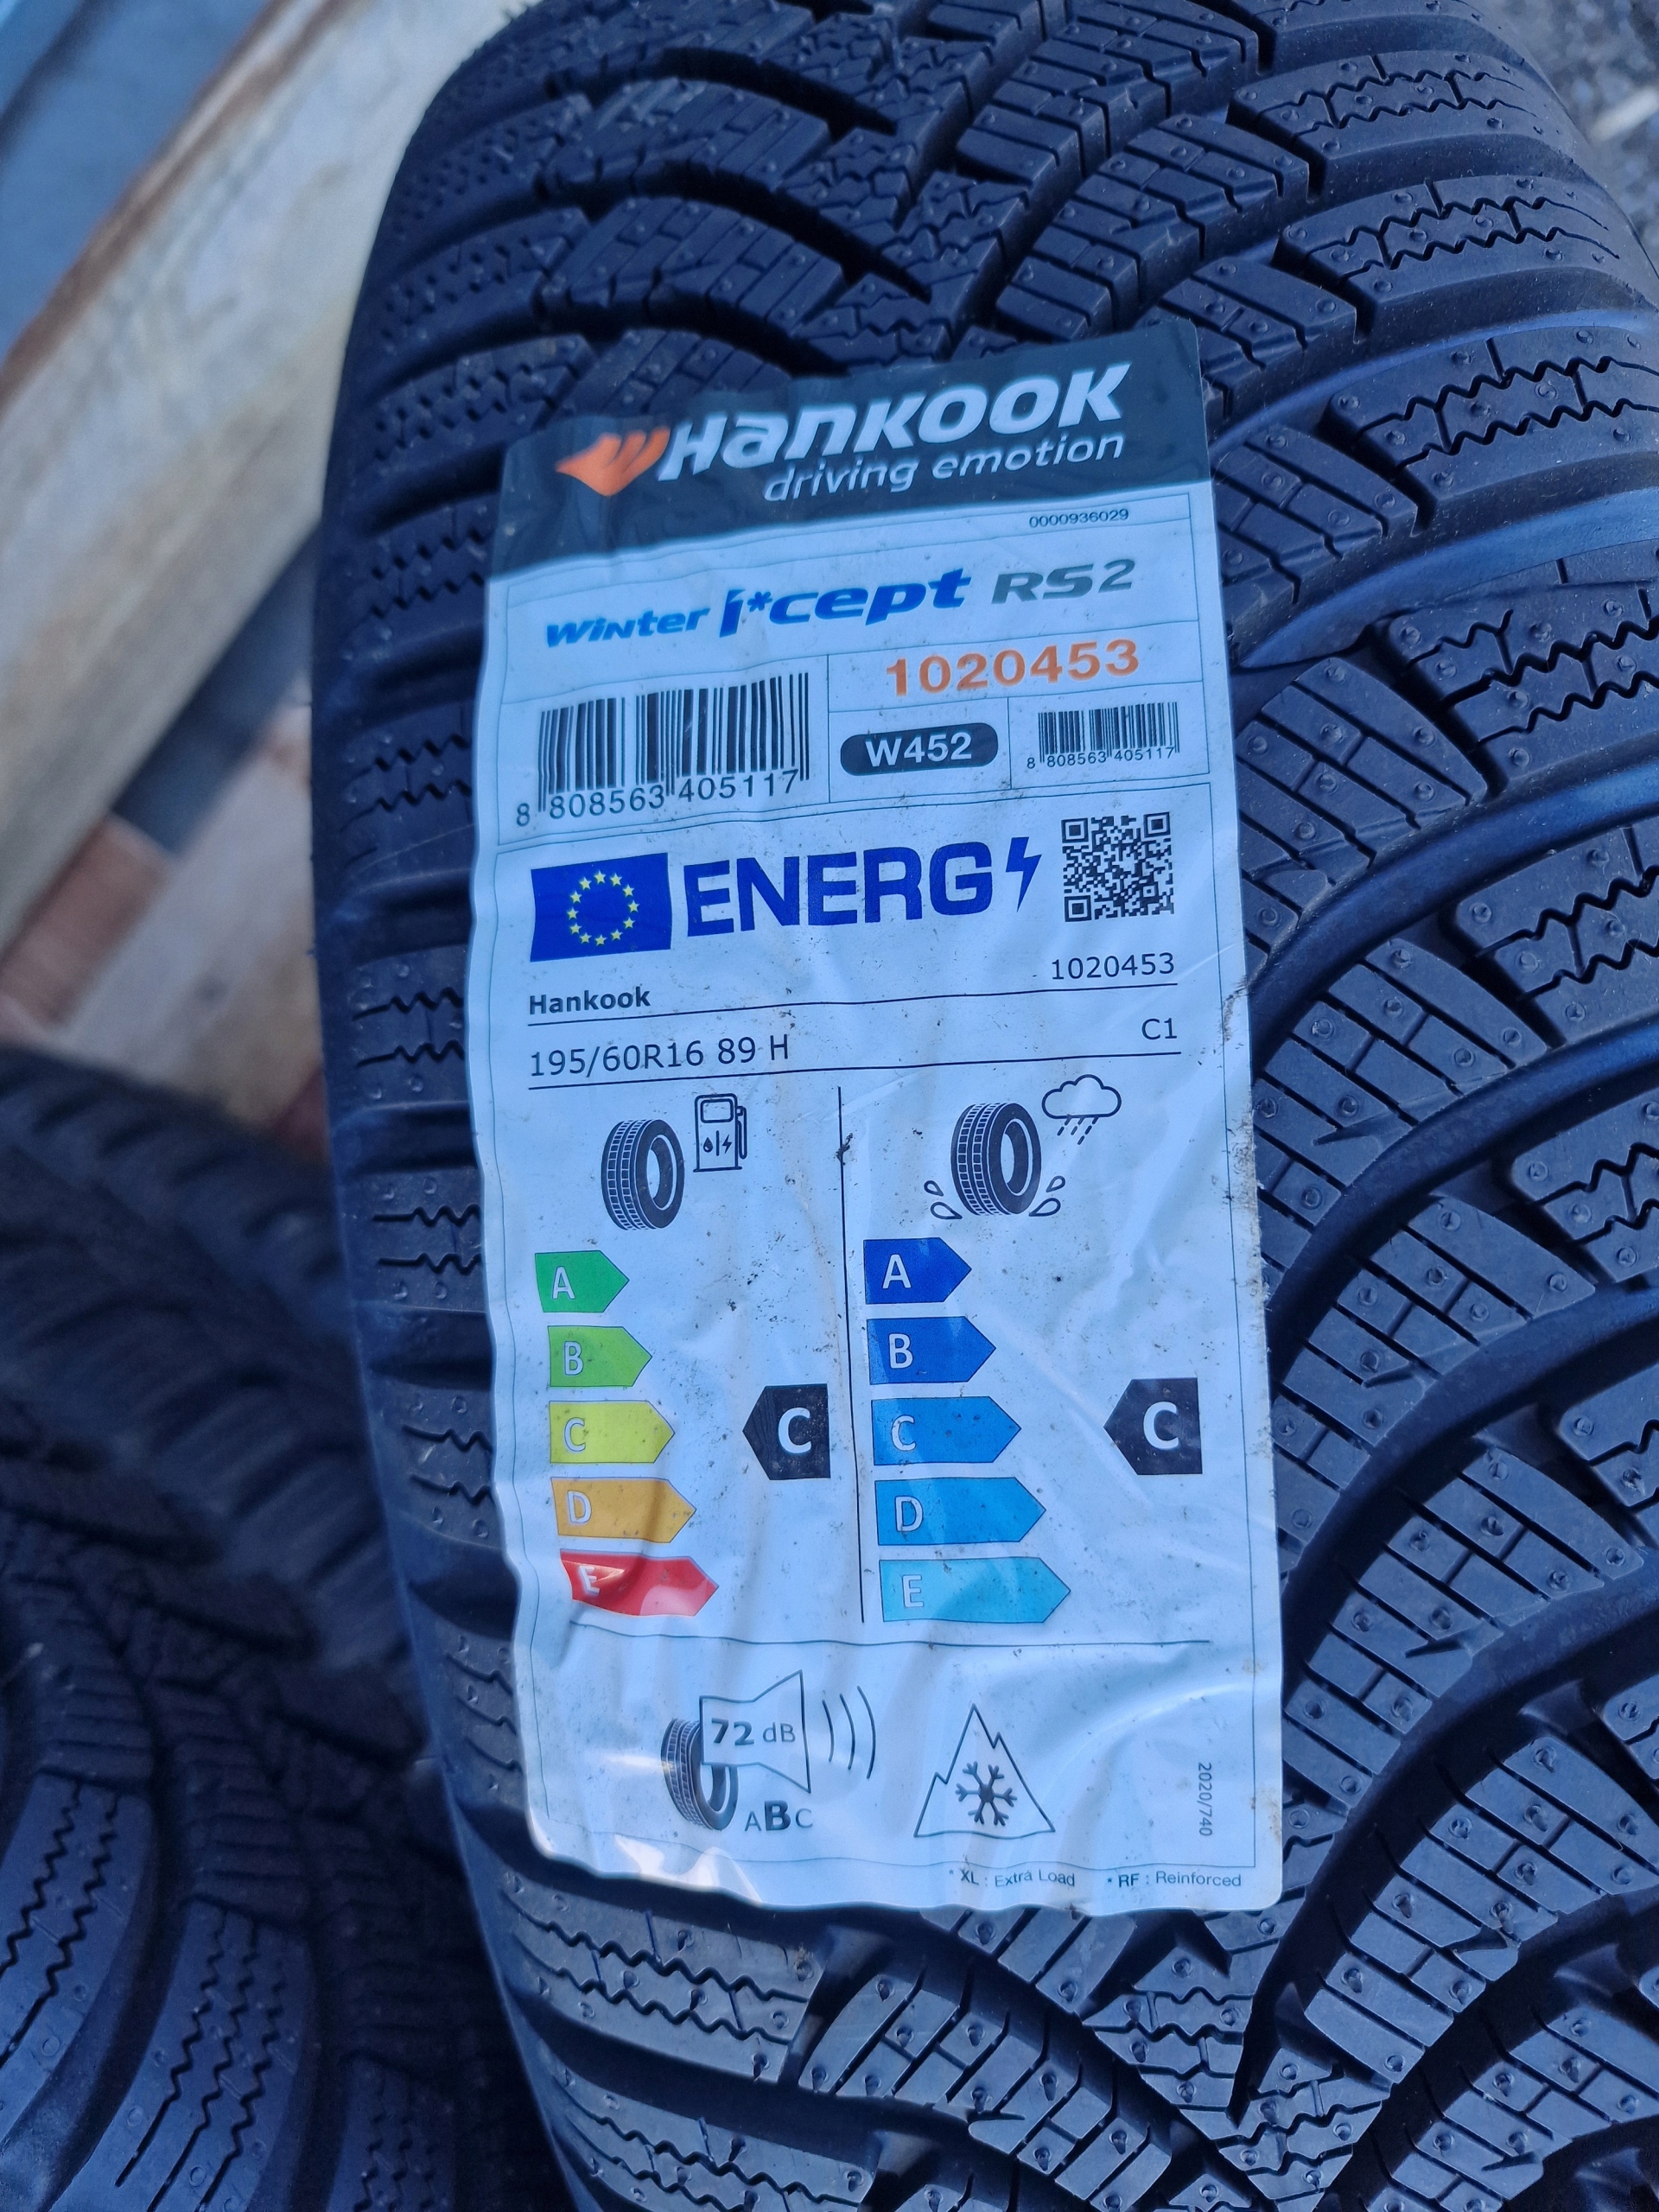 Hankook
driving emotion
0000936029
Winter i*cept RS2
1020453
W452
8 808563 405117
8 808563 405117
ENERG
1020453
Hankook
195/60R16 89 H
C1
A
B
C
D
E
C
A
B
C
D
E
C
72 dB
ABC
2020/740
* XL : Extra Load
* RF : Reinforced